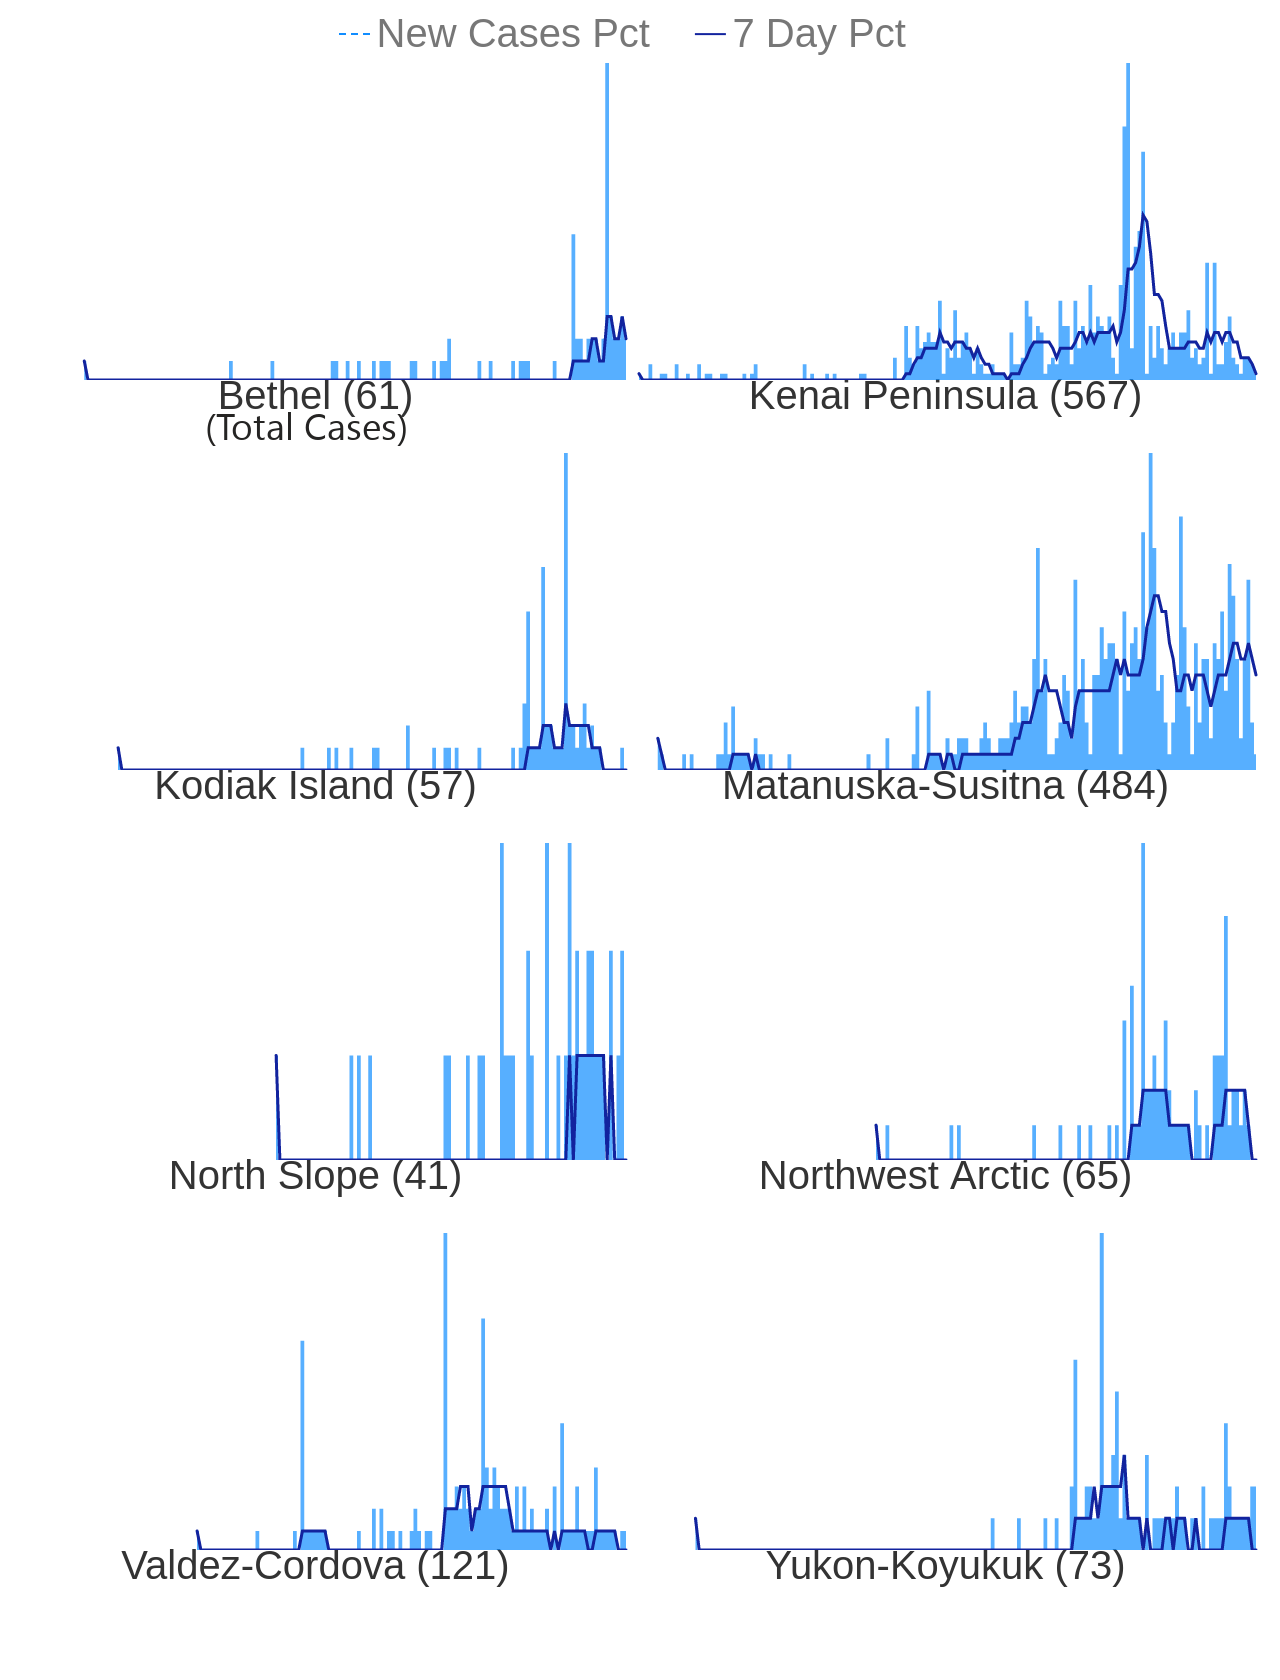 New Cases Pct 7 Day Pct
Bethel (61) Kenai Peninsula (567)
(Total Cases)
Kodiak Island (57) Matanuska-Susitna (484)
North Slope (41) Northwest Arctic (65)
Valdez-Cordova (121) Yukon-Koyukuk (73)